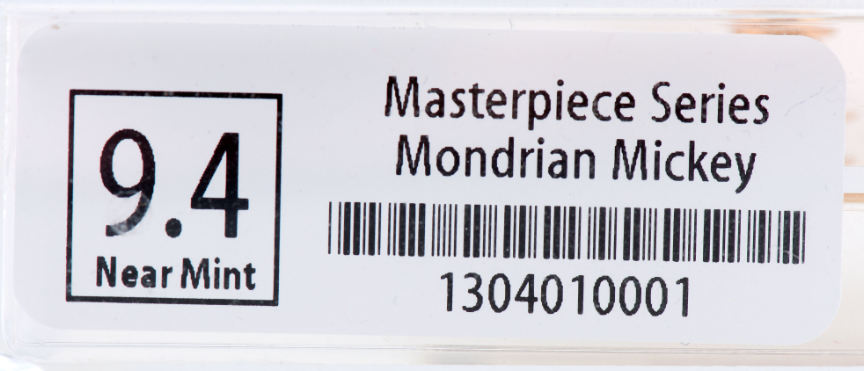 9.4
Near Mint
Masterpiece Series
Mondrian Mickey
1304010001